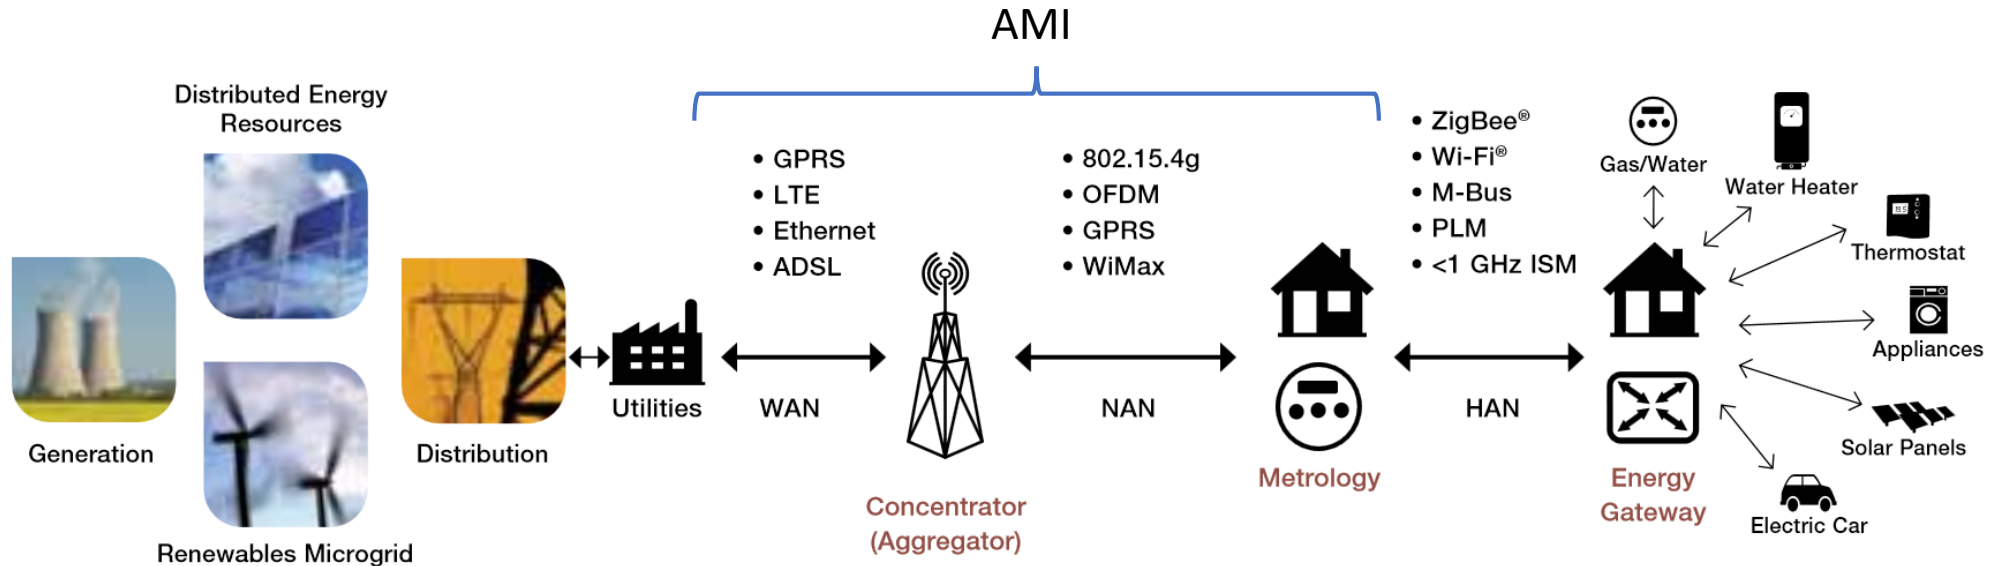 AMI
Distributed Energy
Resources
Generation
Renewables Microgrid
Distribution
Utilities
• GPRS
• LTE
• Ethernet
• ADSL
WAN
Concentrator
(Aggregator)
• 802.15.4g
• OFDM
• GPRS
• WiMax
NAN
Metrology
• ZigBee®
• Wi-Fi®
• M-Bus
• PLM
• <1 GHz ISM
HAN
Energy
Gateway
Gas/Water
Water Heater
Thermostat
Appliances
Solar Panels
Electric Car